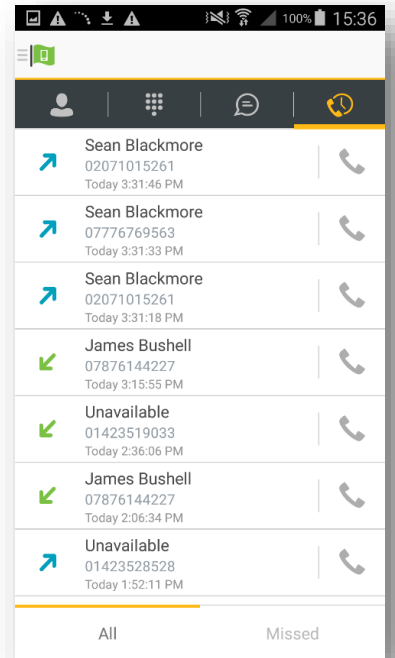 100% 15:36
Sean Blackmore
02071015261
Today 3:31:46 PM
Sean Blackmore
07776769563
Today 3:31:33 PM
Sean Blackmore
02071015261
Today 3:31:18 PM
James Bushell
07876144227
Today 3:15:55 PM
Unavailable
01423519033
Today 2:36:06 PM
James Bushell
07876144227
Today 2:06:34 PM
Unavailable
01423528528
Today 1:52:11 PM
All Missed